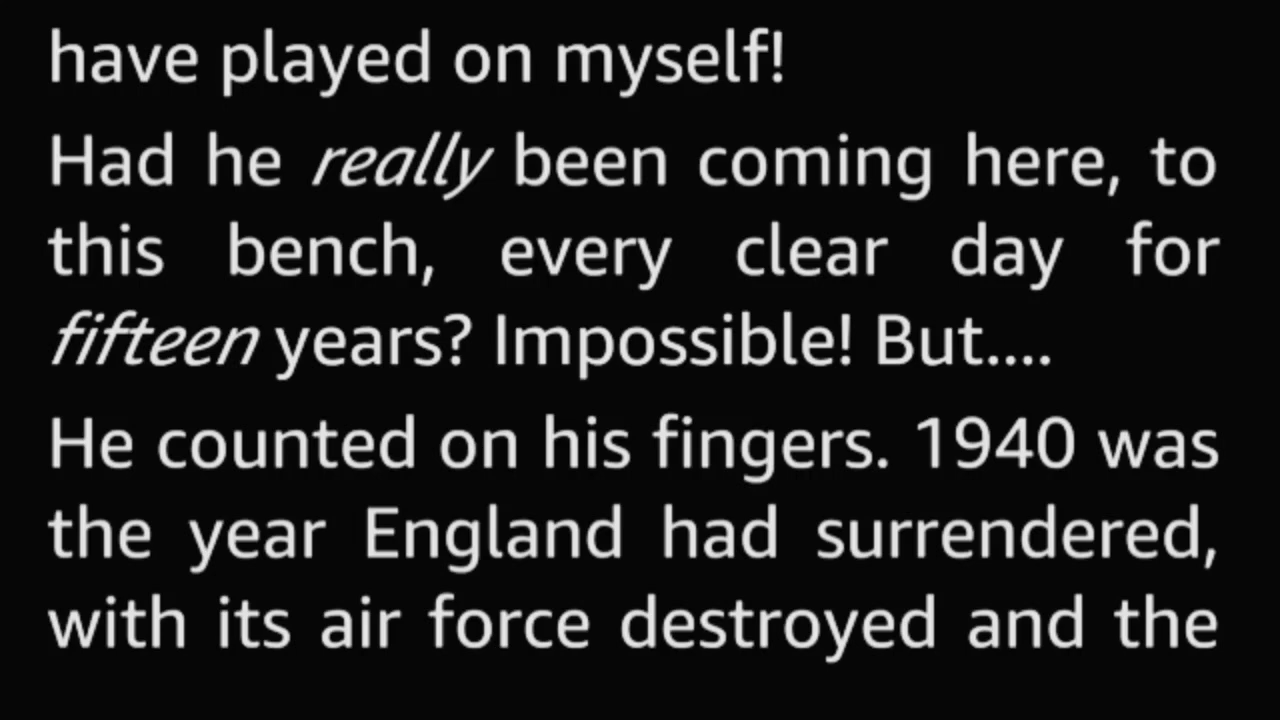 have played on myself!
Had he really been coming here, to
this bench, every clear day for
fifteen years? Impossible! But....
He counted on his fingers. 1940 was
the year England had surrendered,
with its air force destroyed and the